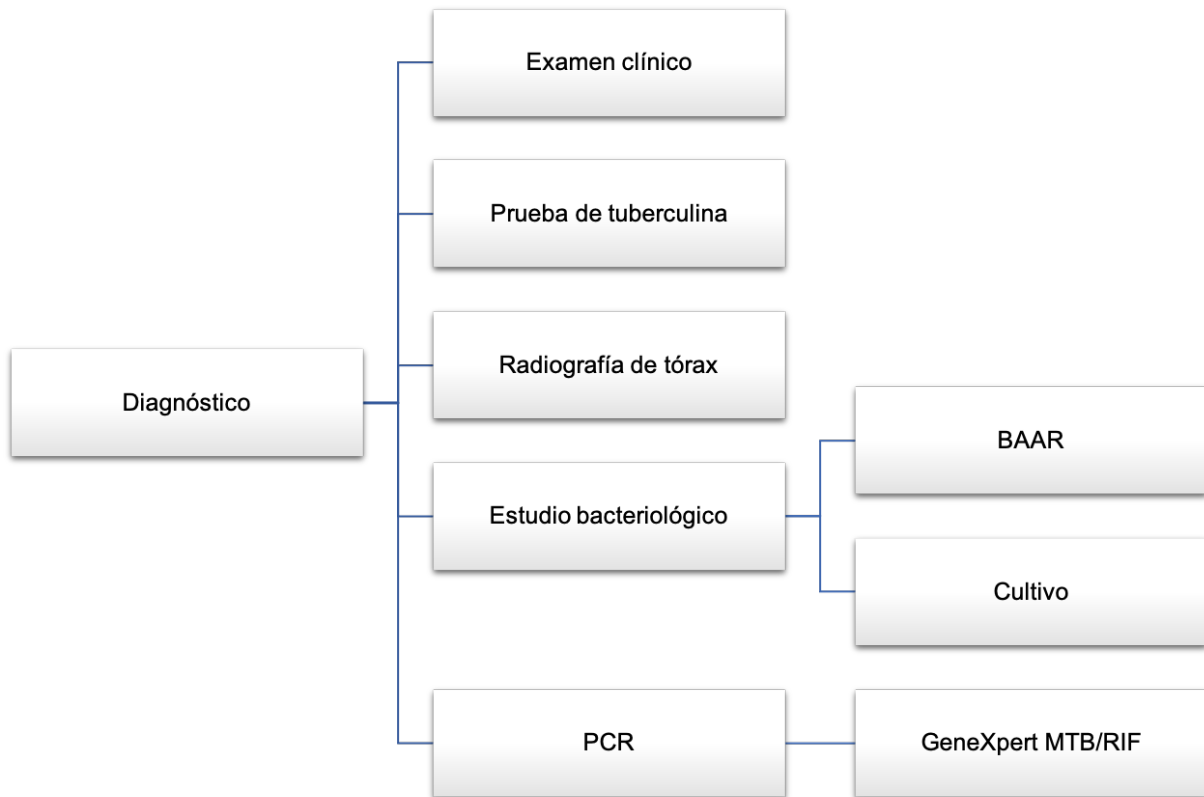 Examen clínico
Prueba de tuberculina
Radiografía de tórax
Diagnóstico
BAAR
Estudio bacteriológico
Cultivo
PCR
GeneXpert MTB/RIF